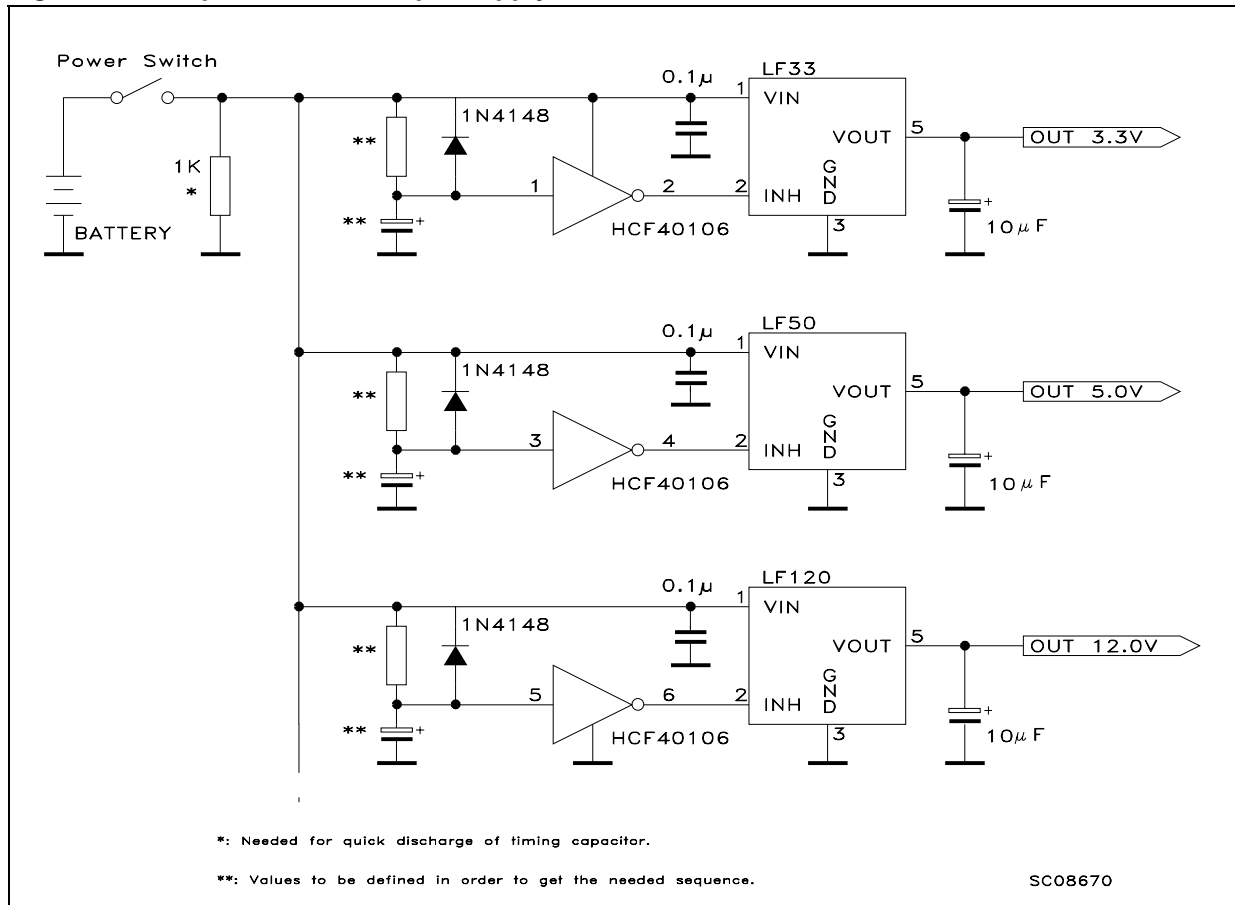 Power Switch
BATTERY
1K
*
**
**
1N4148
1
2
HCF40106
0.1μ
LF33
1
VIN
VOUT
5
2
INH
GND
3
10μF
OUT 3.3V
**
**
1N4148
3
4
HCF40106
0.1μ
LF50
1
VIN
VOUT
5
2
INH
GND
3
10μF
OUT 5.0V
**
**
1N4148
5
6
HCF40106
0.1μ
LF120
1
VIN
VOUT
5
2
INH
GND
3
10μF
OUT 12.0V
+
+
+
+
+
+
*: Needed for quick discharge of timing capacitor.
**: Values to be defined in order to get the needed sequence.
SC08670